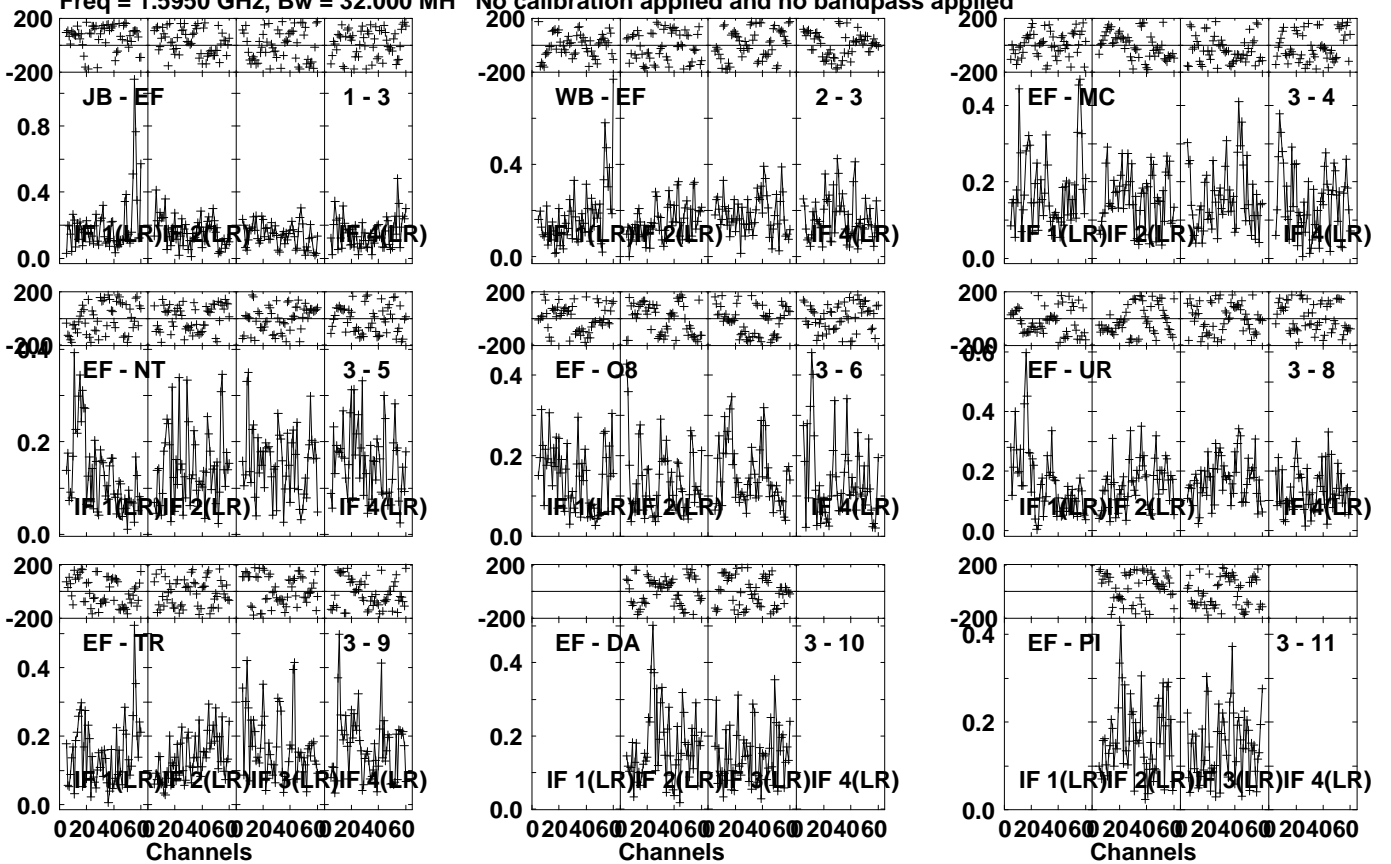 Freq = 1.5950 GHz, Bw = 32.000 MH No calibration applied and no bandpass applied
200 200 200
-200 -200 -200
JB - EF 1 - 3 WB - EF 2 - 3 EF - MC 3 - 4
0.8 0.4 0.4
0.4 0.2
IF 1(LR) IF 2(LR) IF 4(LR) IF 1(LR) IF 2(LR) IF 4(LR) IF 1(LR) IF 2(LR) IF 4(LR)
0.0 0.0 0.0
200 200 200
-200 -200 -200
0.4 0.6
EF - NT 3 - 5 EF - O8 3 - 6 EF - UR 3 - 8
0.4 0.4
0.2 0.2 0.2
IF 1(LR) IF 2(LR) IF 4(LR) IF 1(LR) IF 2(LR) IF 4(LR) IF 1(LR) IF 2(LR) IF 4(LR)
0.0 0.0 0.0
200 200 200
-200 -200 -200
0.4
EF - TR 3 - 9 EF - DA 3 - 10 EF - PI 3 - 11
0.4 0.4
0.2 0.2 0.2
IF 1(LR) IF 2(LR) IF 3(LR) IF 4(LR) IF 1(LR) IF 2(LR) IF 3(LR) IF 4(LR) IF 1(LR) IF 2(LR) IF 3(LR) IF 4(LR)
0.0 0.0 0.0
0 20 40 60 0 20 40 60 0 20 40 60 0 20 40 60 0 20 40 60 0 20 40 60 0 20 40 60 0 20 40 60 0 20 40 60 0 20 40 60 0 20 40 60 0 20 40 60
Channels Channels Channels